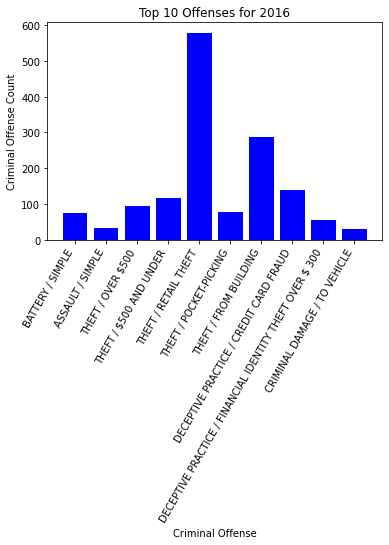 Top 10 Offenses for 2016
Criminal Offense Count
600
500
400
300
200
100
0
BATTERY / SIMPLE
ASSAULT / SIMPLE
THEFT / OVER $500
THEFT / $500 AND UNDER
THEFT / RETAIL THEFT
THEFT / POCKET-PICKING
THEFT / FROM BUILDING
DECEPTIVE PRACTICE / CREDIT CARD FRAUD
DECEPTIVE PRACTICE / FINANCIAL IDENTITY THEFT OVER $ 300
CRIMINAL DAMAGE / TO VEHICLE
Criminal Offense